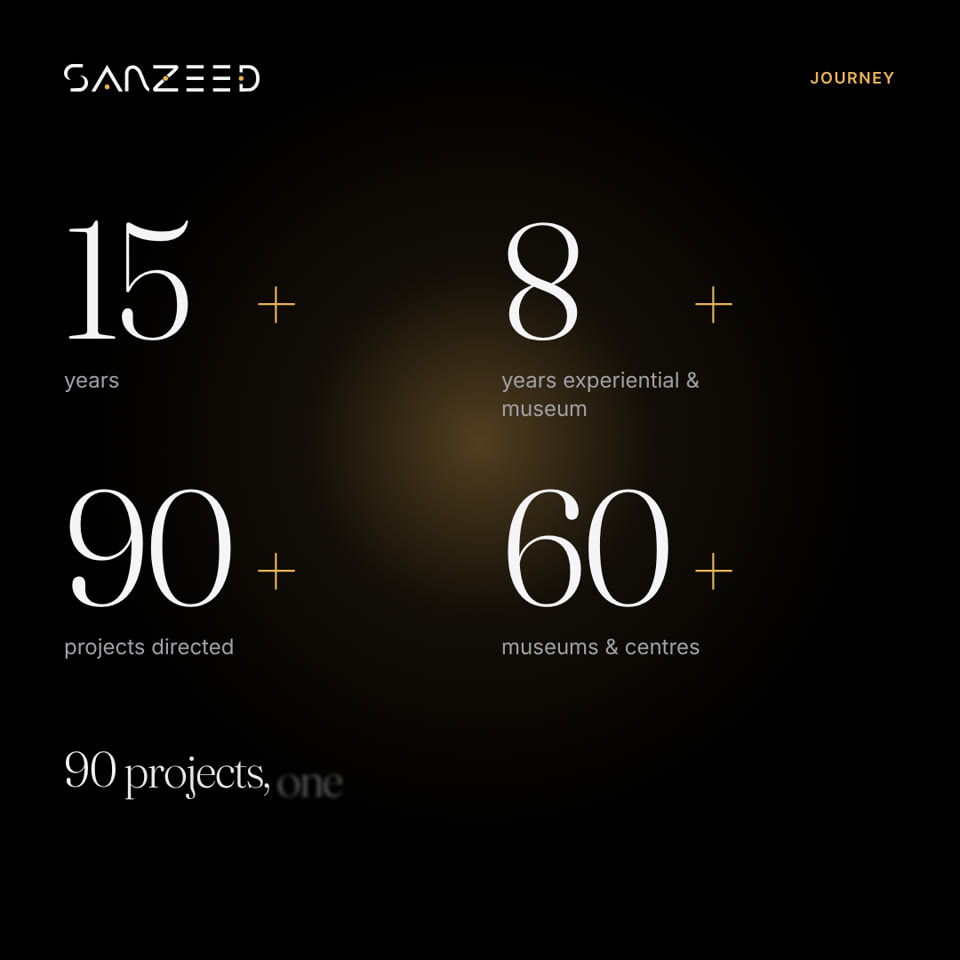 SANZEED
JOURNEY
15 +
8 +
years
years experiential &
museum
90 +
60 +
projects directed
museums & centres
90 projects, one